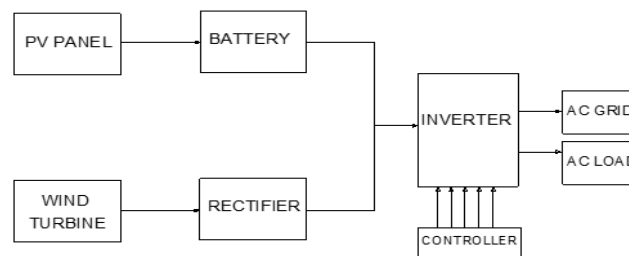 PV PANEL
BATTERY
INVERTER
AC GRID
AC LOAD
WIND
TURBINE
RECTIFIER
CONTROLLER